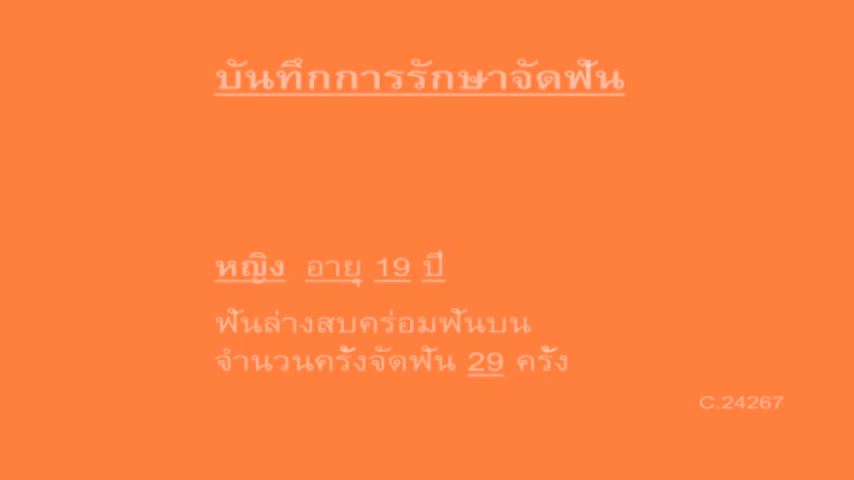 บันทึกการรักษาจัดฟัน
หญิง อายุ 19 ปี
ฟันล่างสบคร่อมฟันบน
จำนวนครั้งจัดฟัน 29 ครั้ง
C.24267